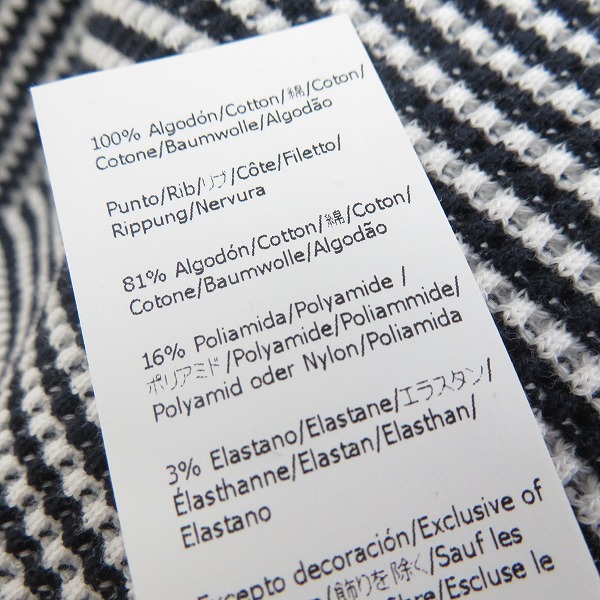 100% Algodón/Cotton/綿/Coton/
Cotone/Baumwolle/Algodão
Punto/Rib/リブ/Côte/Filetto/
Rippung/Nervura
81% Algodón/Cotton/綿/Coton/
Cotone/Baumwolle/Algodão
16% Poliamida/Polyamide /
ポリアミド/Polyamide/Poliammide/
Polyamid oder Nylon/Poliamida
3% Elastano/Elastane/エラスタン/
Élasthanne/Elastan/Elasthan/
Elastano
Excepto decoración/Exclusive of
/飾りを除く/Sauf les
/Escluse le